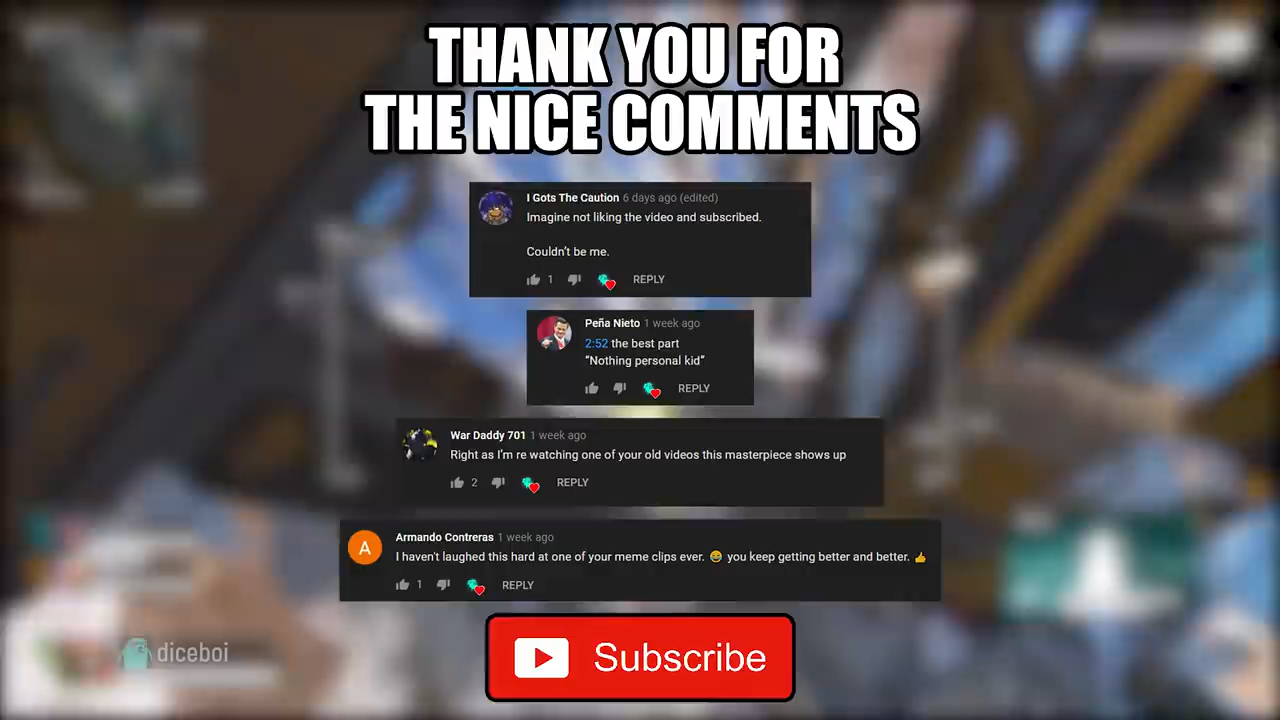 THANK YOU FOR
THE NICE COMMENTS
I Gots The Caution 6 days ago (edited)
Imagine not liking the video and subscribed.
Couldn't be me.
1 REPLY
Peña Nieto 1 week ago
2:52 the best part
“Nothing personal kid”
REPLY
War Daddy 701 1 week ago
Right as I'm re watching one of your old videos this masterpiece shows up
2 REPLY
A
Armando Contreras 1 week ago
I haven't laughed this hard at one of your meme clips ever. 😂 you keep getting better and better. 👍
1 REPLY
diceboi
Subscribe